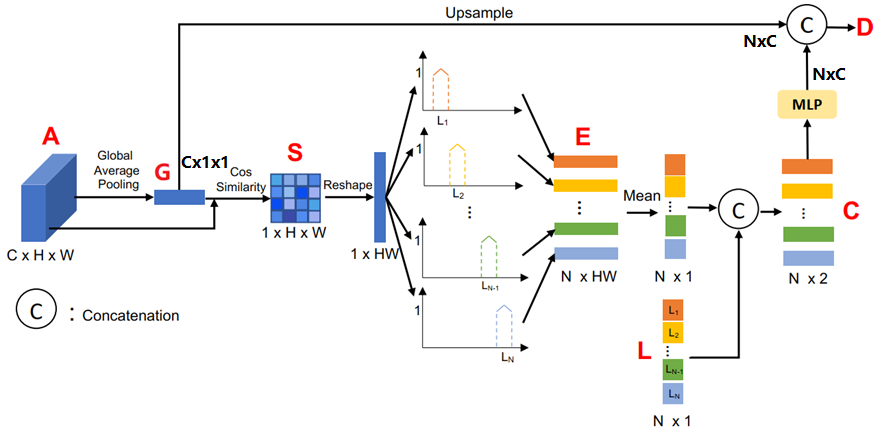 Upsample
C
D
NxC
NxC
MLP
1
L1
A
Global
Average
Pooling
G
Cx1x1
Cos
Similarity
S
Reshape
1
L2
...
E
Mean
...
...
C
...
C
C x H x W
1 x H x W
1 x HW
1
LN-1
N x HW
N x 1
N x 2
C
: Concatenation
1
LN
L
L1
L2
...
LN-1
LN
N x 1